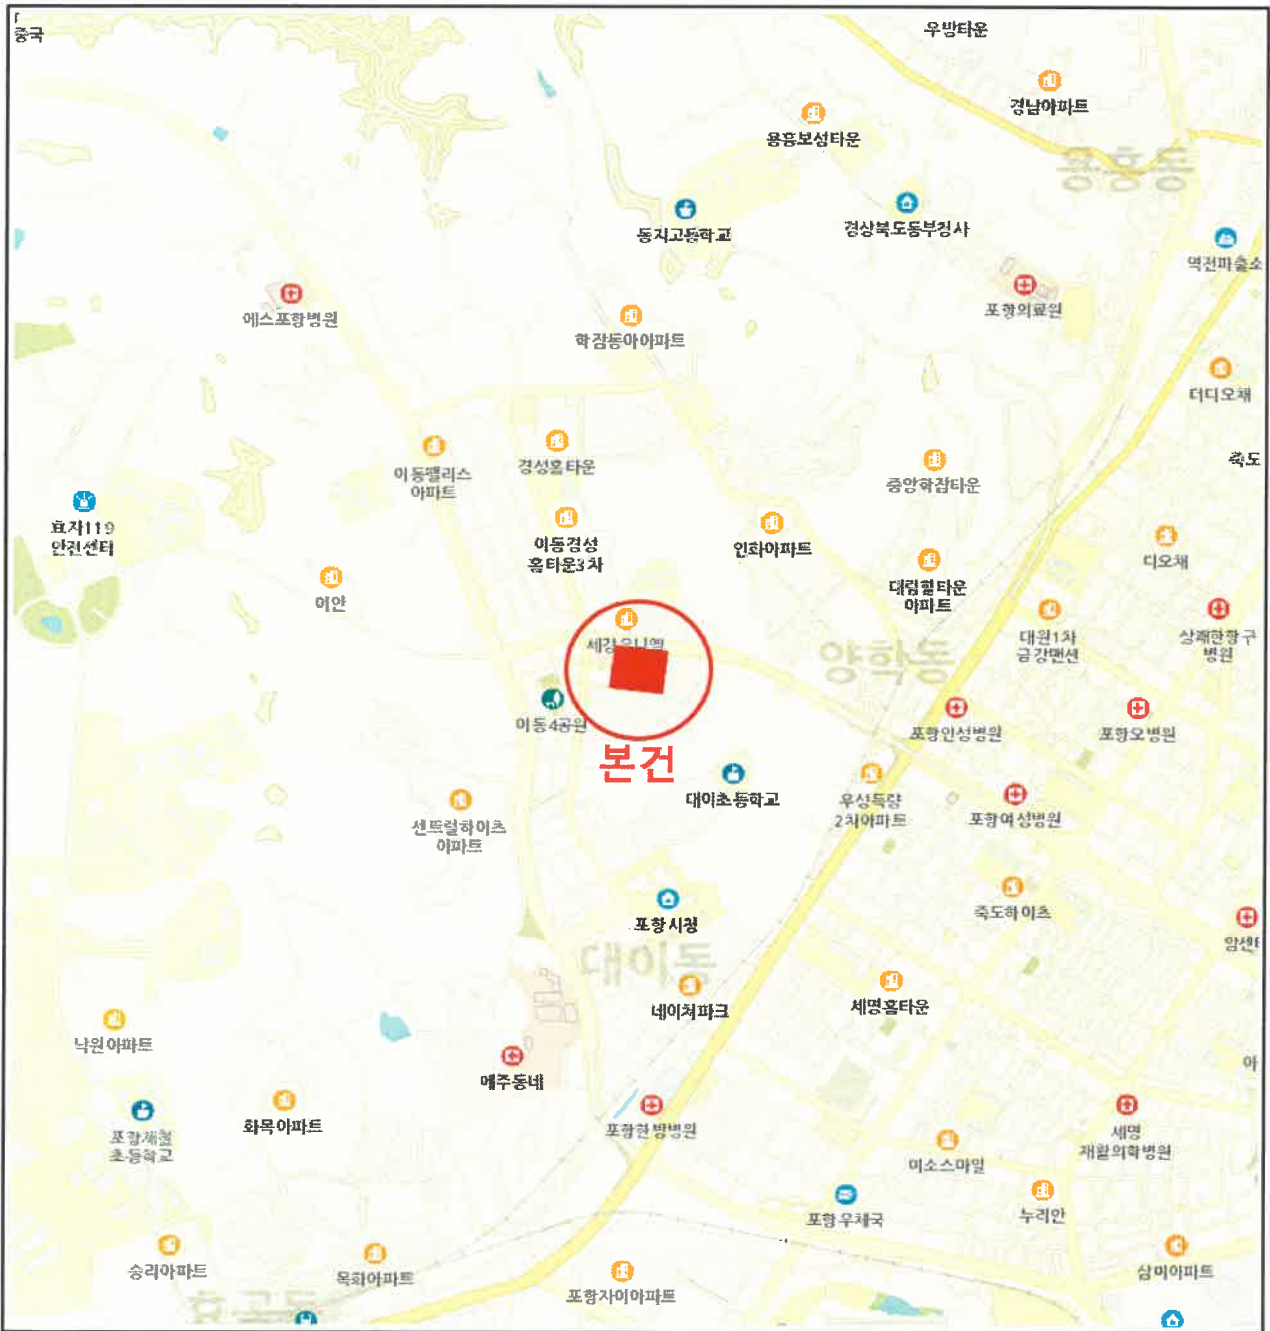 중국
우방타운
경남아파트
용흥보성타운
용흥동
동지고등학교
경상북도동부청사
역전파출소
포항의료원
에스포항병원
학잠동아아파트
더디오채
이동팰리스
아파트
경성홈타운
중앙학잠타운
죽도
효자119
안전센터
이동경성
홈타운3차
인화아파트
디오채
대림힐타운
아파트
이안
대원1차
금강맨션
상쾌한항구
병원
양학동
이동4공원
포항인성병원
포항오병원
본건
대이초등학교
우성득량
2차아파트
포항여성병원
센트럴하이츠
아파트
죽도하이츠
포항시청
대이동
네이처파크
세명홈타운
낙원아파트
메주동네
포항제철
초등학교
화목아파트
포항한방병원
세명
재활의학병원
미소스마일
포항우체국
누리안
승리아파트
목화아파트
포항자이아파트
삼미아파트